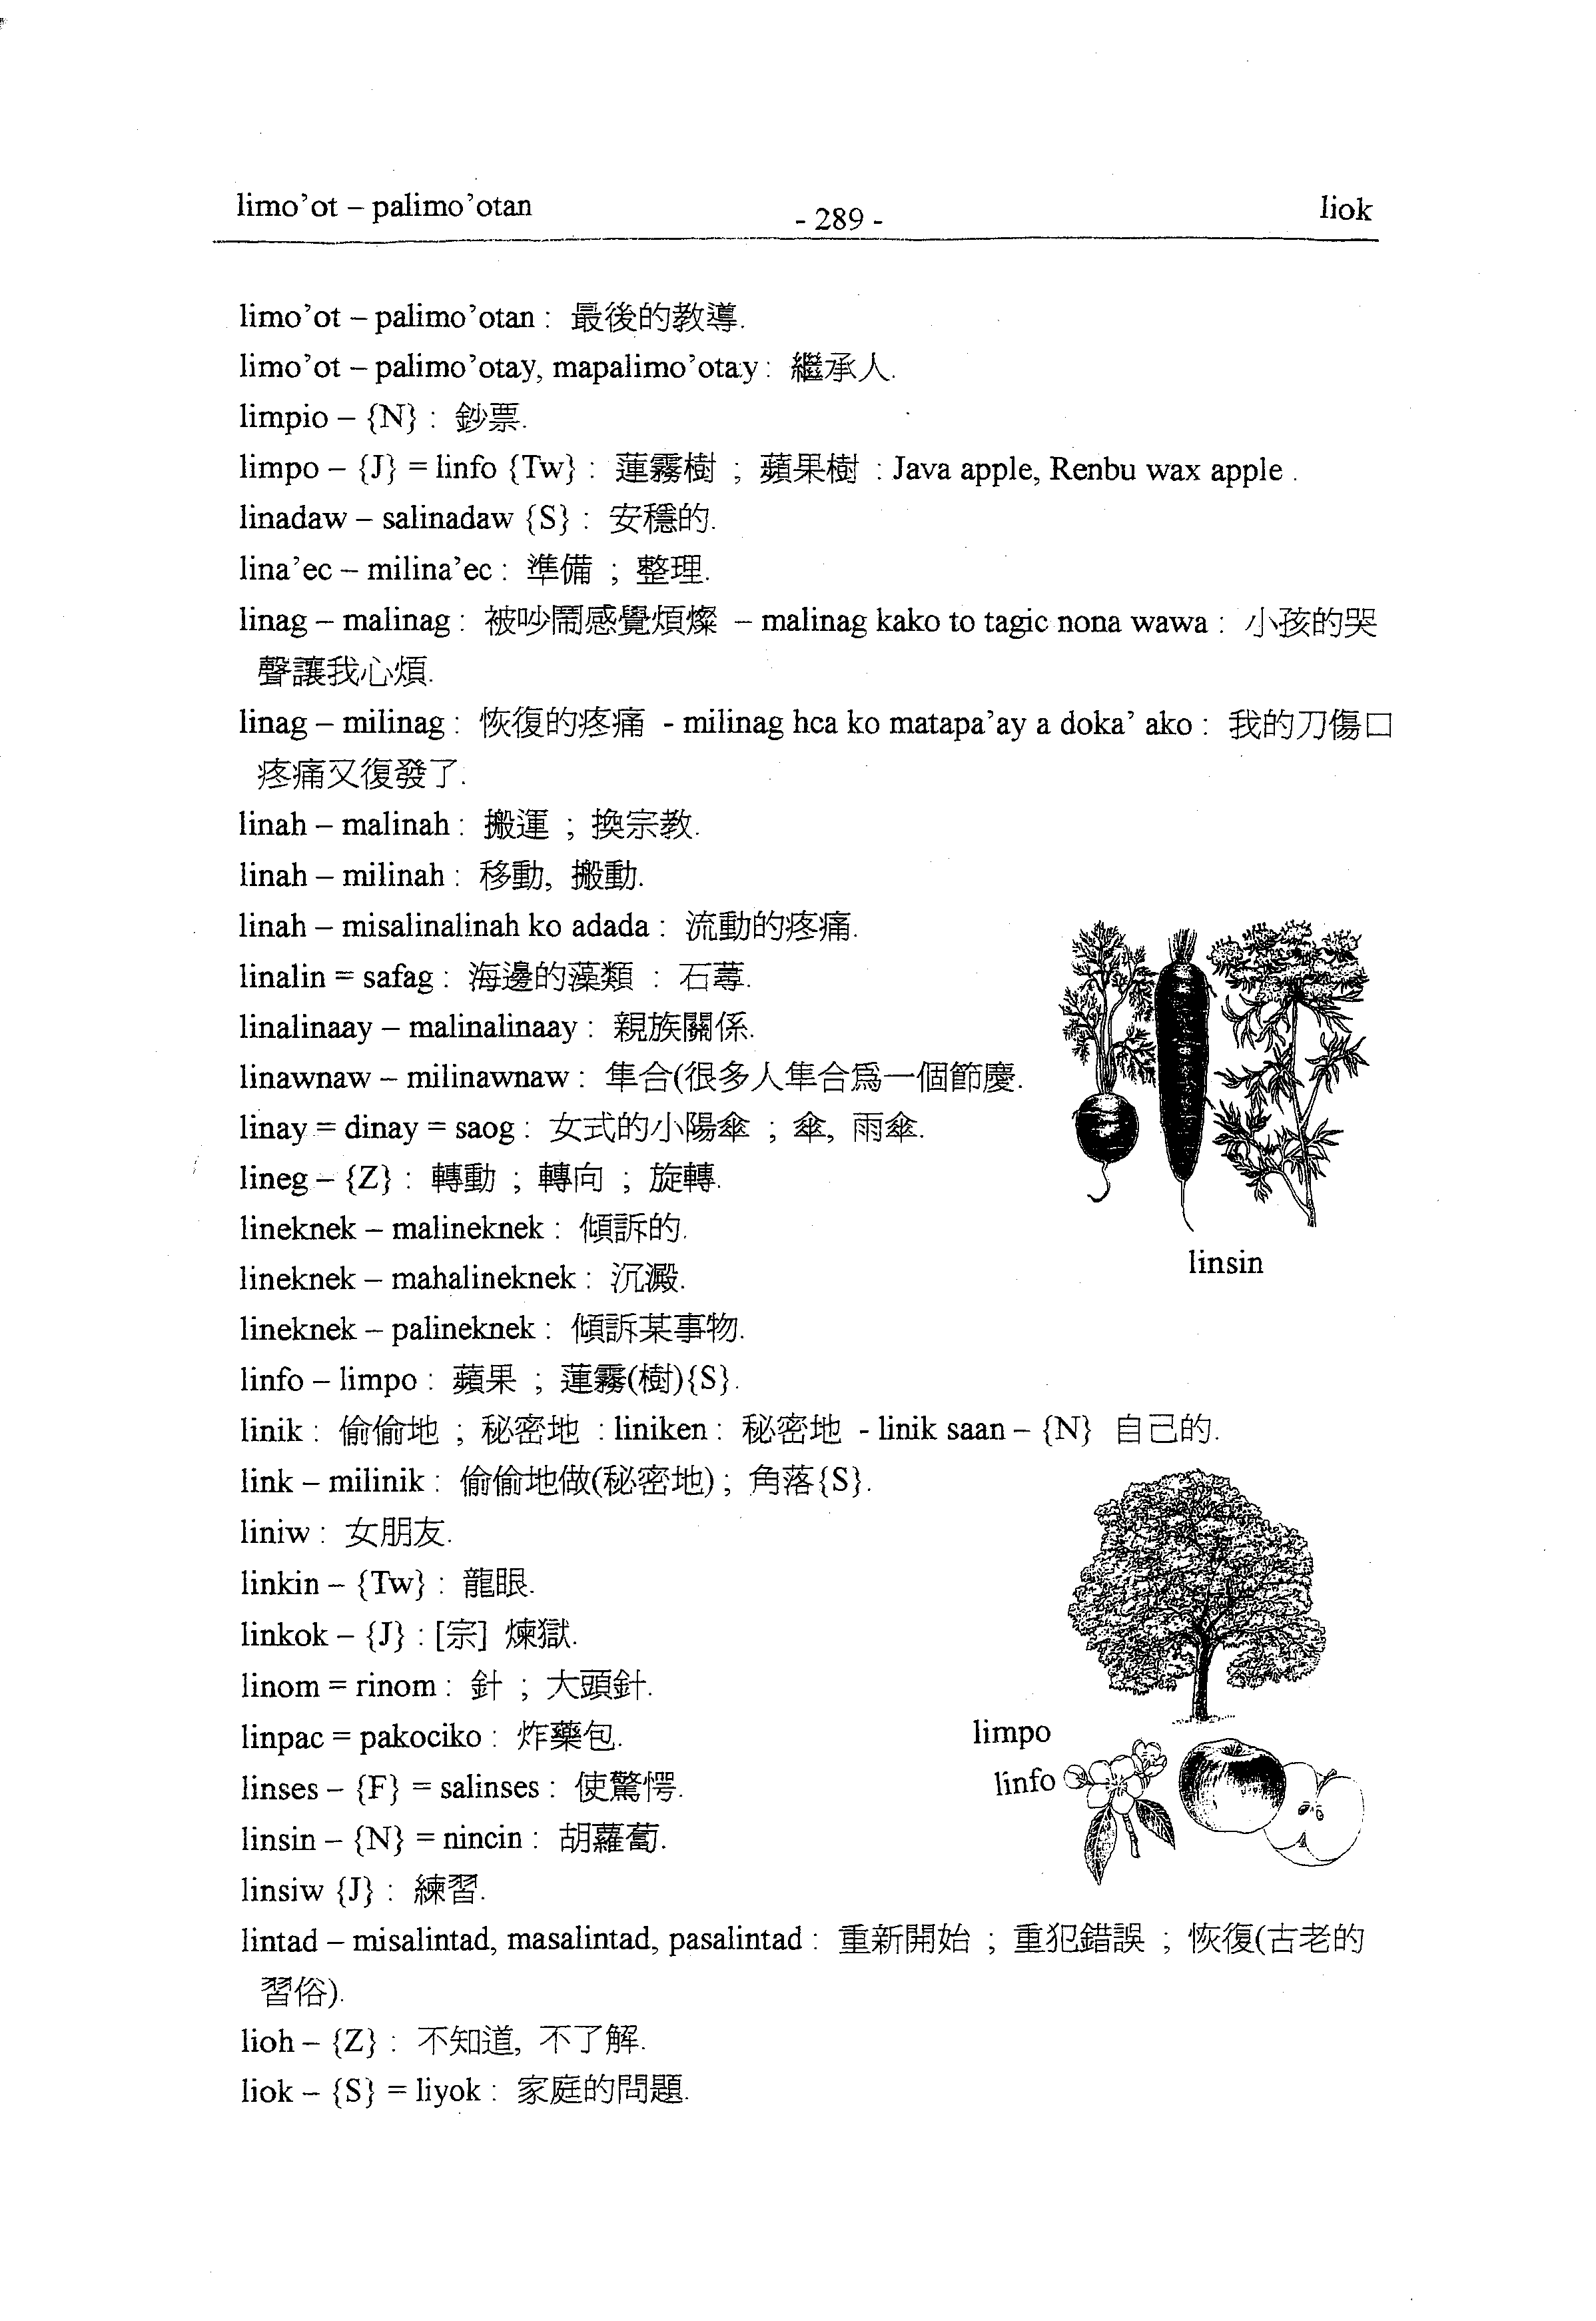 limo’ot – palimo’otan - 289 - liok
limo’ot – palimo’otan : 最後的教導.
limo’ot – palimo’otay, mapalimo’otay : 繼承人.
limpio – {N} : 鈔票.
limpo – {J} = linfo {Tw} : 蓮霧樹 ; 蘋果樹 : Java apple, Renbu wax apple .
linadaw – salinadaw {S} : 安穩的.
lina’ec – milina’ec : 準備 ; 整理.
linag – malinag : 被吵鬧感覺煩燦 – malinag kako to tagic nona wawa : 小孩的哭
聲讓我心煩.
linag – milinag : 恢復的疼痛 - milinag hca ko matapa’ay a doka’ ako : 我的刀傷口
疼痛又復發了.
linah – malinah : 搬運 ; 換宗教.
linah – milinah : 移動, 搬動.
linah – misalinalinah ko adada : 流動的疼痛.
linalin = safag : 海邊的藻類 : 石蓴.
linalinaay – malinalinaay : 親族關係.
linawnaw – milinawnaw : 隼合(很多人隼合爲一個節慶.
linay = dinay = saog : 女式的小陽傘 ; 傘, 雨傘.
lineg – {Z} : 轉動 ; 轉向 ; 旋轉.
lineknek – malineknek : 傾訴的.
lineknek – mahalineknek : 沉澱.
lineknek – palineknek : 傾訴某事物.
linfo – limpo : 蘋果 ; 蓮霧(樹){S}.
linik : 偷偷地 ; 秘密地 : liniken : 秘密地 - linik saan – {N} 自己的.
link – milinik : 偷偷地做(秘密地) ; 角落{S}.
liniw : 女朋友.
linkin – {Tw} : 龍眼.
linkok – {J} : [宗] 煉獄.
linom = rinom : 針 ; 大頭針.
linpac = pakociko : 炸藥包.
linses – {F} = salinses : 使驚愕.
linsin – {N} = nincin : 胡蘿蔔.
linsiw {J} : 練習.
lintad – misalintad, masalintad, pasalintad : 重新開始 ; 重犯錯誤 ; 恢復(古老的
習俗).
lioh – {Z} : 不知道, 不了解.
liok – {S} = liyok : 家庭的問題.
linsin
limpo
linfo